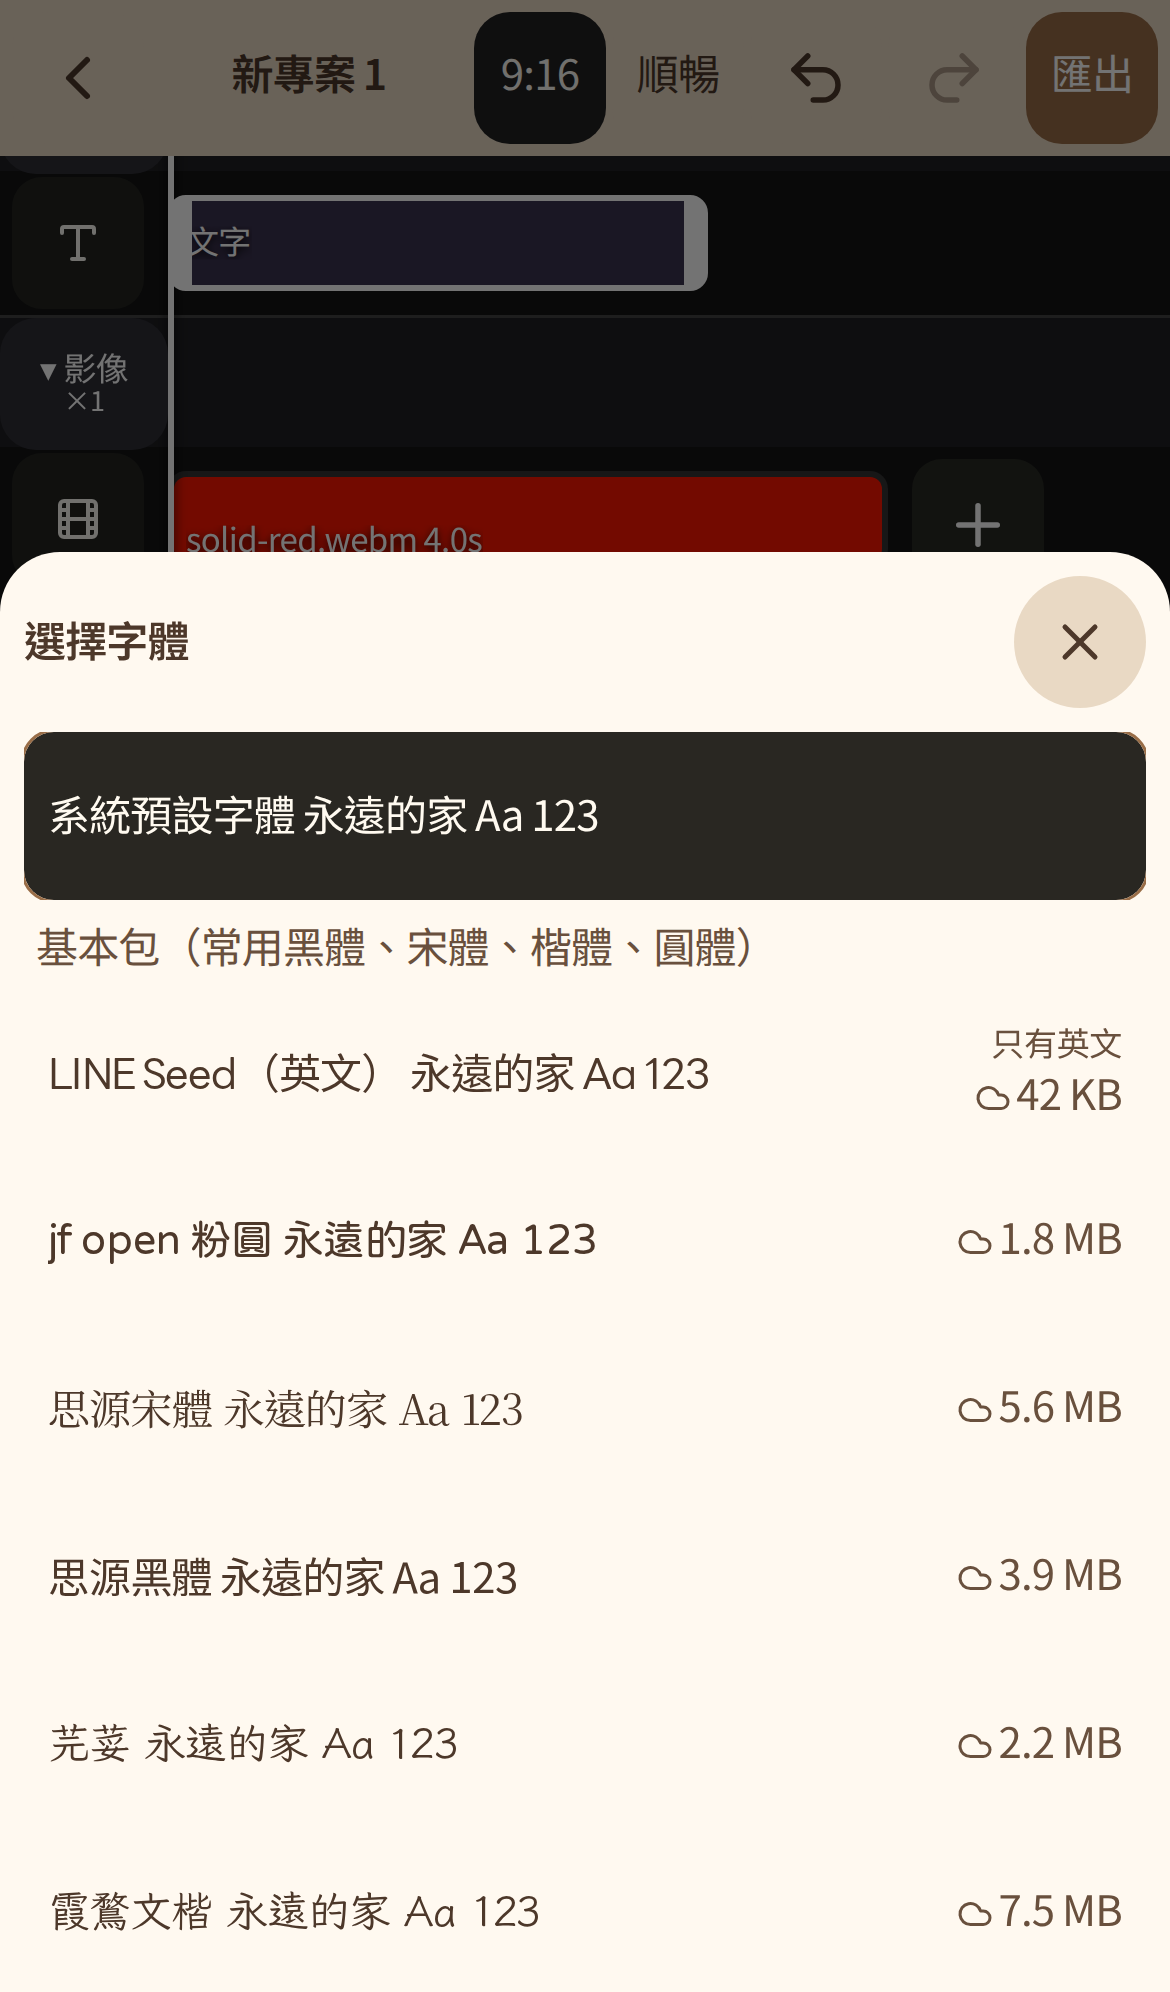 新專案 1
9:16
順暢
匯出
文字
▾ 影像
×1
solid-red.webm 4.0s
選擇字體
系統預設字體 永遠的家 Aa 123
基本包（常用黑體、宋體、楷體、圓體）
LINE Seed（英文） 永遠的家 Aa 123
只有英文
42 KB
jf open 粉圓 永遠的家 Aa 123
1.8 MB
思源宋體 永遠的家 Aa 123
5.6 MB
思源黑體 永遠的家 Aa 123
3.9 MB
芫荽 永遠的家 Aa 123
2.2 MB
霞鶩文楷 永遠的家 Aa 123
7.5 MB